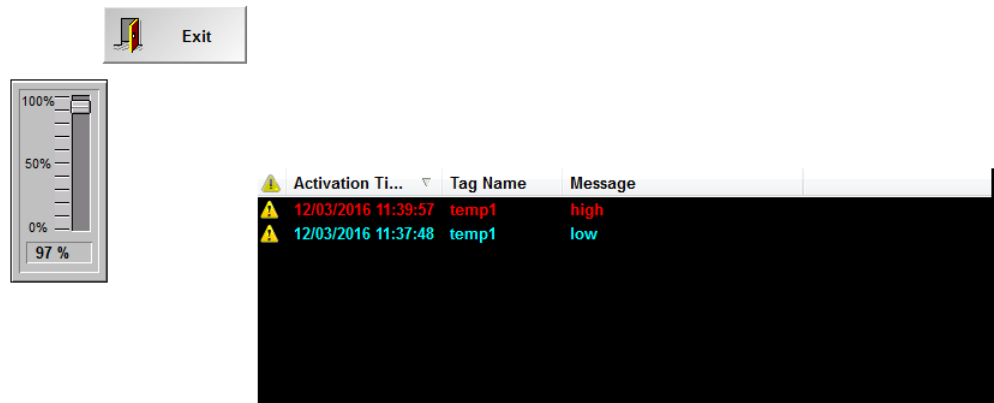 Exit
100%
50%
0%
97 %
Activation Ti... Tag Name Message
12/03/2016 11:39:57 temp1 high
12/03/2016 11:37:48 temp1 low